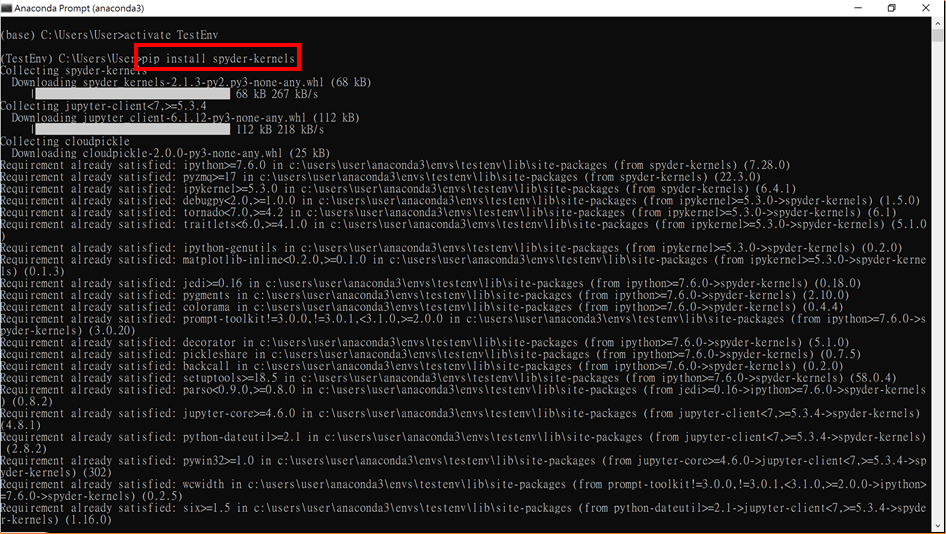 Anaconda Prompt (anaconda3)
(base) C:\Users\User>activate TestEnv
(TestEnv) C:\Users\User>pip install spyder-kernels
Collecting spyder-kernels
Downloading spyder_kernels-2.1.3-py2.py3-none-any.whl (68 kB)
| 68 kB 267 kB/s
Collecting jupyter-client<7,>=5.3.4
Downloading jupyter_client-6.1.12-py3-none-any.whl (112 kB)
| 112 kB 218 kB/s
Collecting cloudpickle
Downloading cloudpickle-2.0.0-py3-none-any.whl (25 kB)
Requirement already satisfied: ipython>=7.6.0 in c:\users\user\anaconda3\envs\testenv\lib\site-packages (from spyder-kernels) (7.28.0)
Requirement already satisfied: pyzmq>=17 in c:\users\user\anaconda3\envs\testenv\lib\site-packages (from spyder-kernels) (22.3.0)
Requirement already satisfied: ipykernel>=5.3.0 in c:\users\user\anaconda3\envs\testenv\lib\site-packages (from spyder-kernels) (6.4.1)
Requirement already satisfied: debugpy<2.0,>=1.0.0 in c:\users\user\anaconda3\envs\testenv\lib\site-packages (from ipykernel>=5.3.0->spyder-kernels) (1.5.0)
Requirement already satisfied: tornado<7.0,>=4.2 in c:\users\user\anaconda3\envs\testenv\lib\site-packages (from ipykernel>=5.3.0->spyder-kernels) (6.1)
Requirement already satisfied: traitlets<6.0,>=4.1.0 in c:\users\user\anaconda3\envs\testenv\lib\site-packages (from ipykernel>=5.3.0->spyder-kernels) (5.1.0
)
Requirement already satisfied: ipython-genutils in c:\users\user\anaconda3\envs\testenv\lib\site-packages (from ipykernel>=5.3.0->spyder-kernels) (0.2.0)
Requirement already satisfied: matplotlib-inline<0.2.0,>=0.1.0 in c:\users\user\anaconda3\envs\testenv\lib\site-packages (from ipykernel>=5.3.0->spyder-kerne
ls) (0.1.3)
Requirement already satisfied: jedi>=0.16 in c:\users\user\anaconda3\envs\testenv\lib\site-packages (from ipython>=7.6.0->spyder-kernels) (0.18.0)
Requirement already satisfied: pygments in c:\users\user\anaconda3\envs\testenv\lib\site-packages (from ipython>=7.6.0->spyder-kernels) (2.10.0)
Requirement already satisfied: colorama in c:\users\user\anaconda3\envs\testenv\lib\site-packages (from ipython>=7.6.0->spyder-kernels) (0.4.4)
Requirement already satisfied: prompt-toolkit!=3.0.0,!=3.0.1,<3.1.0,>=2.0.0 in c:\users\user\anaconda3\envs\testenv\lib\site-packages (from ipython>=7.6.0->s
pyder-kernels) (3.0.20)
Requirement already satisfied: decorator in c:\users\user\anaconda3\envs\testenv\lib\site-packages (from ipython>=7.6.0->spyder-kernels) (5.1.0)
Requirement already satisfied: pickleshare in c:\users\user\anaconda3\envs\testenv\lib\site-packages (from ipython>=7.6.0->spyder-kernels) (0.7.5)
Requirement already satisfied: backcall in c:\users\user\anaconda3\envs\testenv\lib\site-packages (from ipython>=7.6.0->spyder-kernels) (0.2.0)
Requirement already satisfied: setuptools>=18.5 in c:\users\user\anaconda3\envs\testenv\lib\site-packages (from ipython>=7.6.0->spyder-kernels) (58.0.4)
Requirement already satisfied: parso<0.9.0,>=0.8.0 in c:\users\user\anaconda3\envs\testenv\lib\site-packages (from jedi>=0.16->ipython>=7.6.0->spyder-kernels
) (0.8.2)
Requirement already satisfied: jupyter-core>=4.6.0 in c:\users\user\anaconda3\envs\testenv\lib\site-packages (from jupyter-client<7,>=5.3.4->spyder-kernels)
(4.8.1)
Requirement already satisfied: python-dateutil>=2.1 in c:\users\user\anaconda3\envs\testenv\lib\site-packages (from jupyter-client<7,>=5.3.4->spyder-kernels)
(2.8.2)
Requirement already satisfied: pywin32>=1.0 in c:\users\user\anaconda3\envs\testenv\lib\site-packages (from jupyter-core>=4.6.0->jupyter-client<7,>=5.3.4->sp
yder-kernels) (302)
Requirement already satisfied: wcwidth in c:\users\user\anaconda3\envs\testenv\lib\site-packages (from prompt-toolkit!=3.0.0,!=3.0.1,<3.1.0,>=2.0.0->ipython>
=7.6.0->spyder-kernels) (0.2.5)
Requirement already satisfied: six>=1.5 in c:\users\user\anaconda3\envs\testenv\lib\site-packages (from python-dateutil>=2.1->jupyter-client<7,>=5.3.4->spyde
r-kernels) (1.16.0)